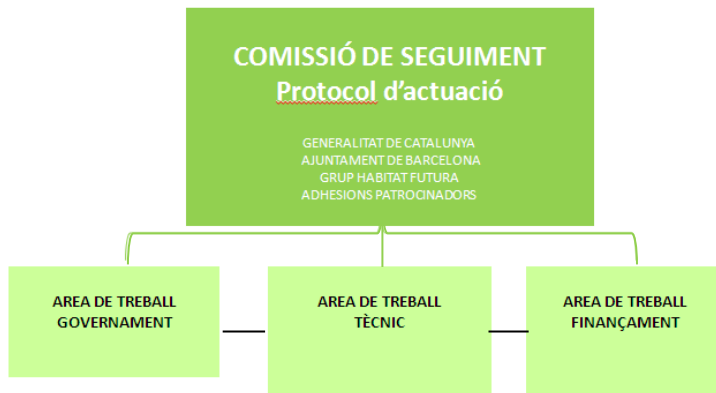 COMISSIÓ DE SEGUIMENT
Protocol d'actuació
GENERALITAT DE CATALUNYA
AJUNTAMENT DE BARCELONA
GRUP HABITAT FUTURA
ADHESIONS PATROCINADORS
AREA DE TREBALL
GOVERNAMENT
AREA DE TREBALL
TÈCNIC
AREA DE TREBALL
FINANÇAMENT